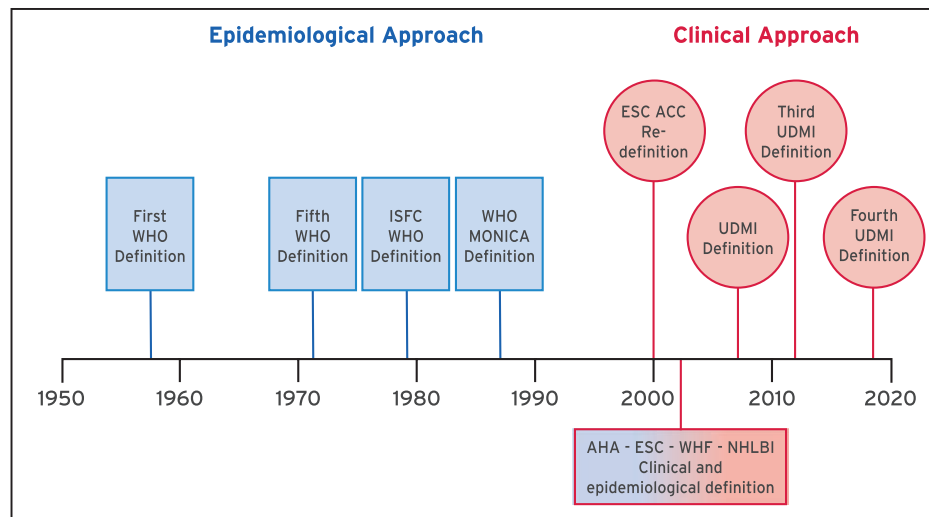 Epidemiological Approach
Clinical Approach
First
WHO
Definition
Fifth
WHO
Definition
ISFC
WHO
Definition
WHO
MONICA
Definition
ESC ACC
Re-
definition
UDMI
Definition
Third
UDMI
Definition
Fourth
UDMI
Definition
1950
1960
1970
1980
1990
2000
2010
2020
AHA - ESC - WHF - NHLBI
Clinical and
epidemiological definition